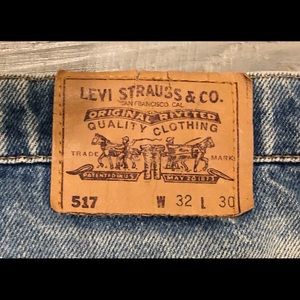 LEVI STRAUSS & CO.
SAN FRANCISCO, CAL.
ORIGINAL RIVETED
QUALITY CLOTHING
TRADE MARK
PATENTED IN U.S. MAY 20 1873
517 W 32 L 30